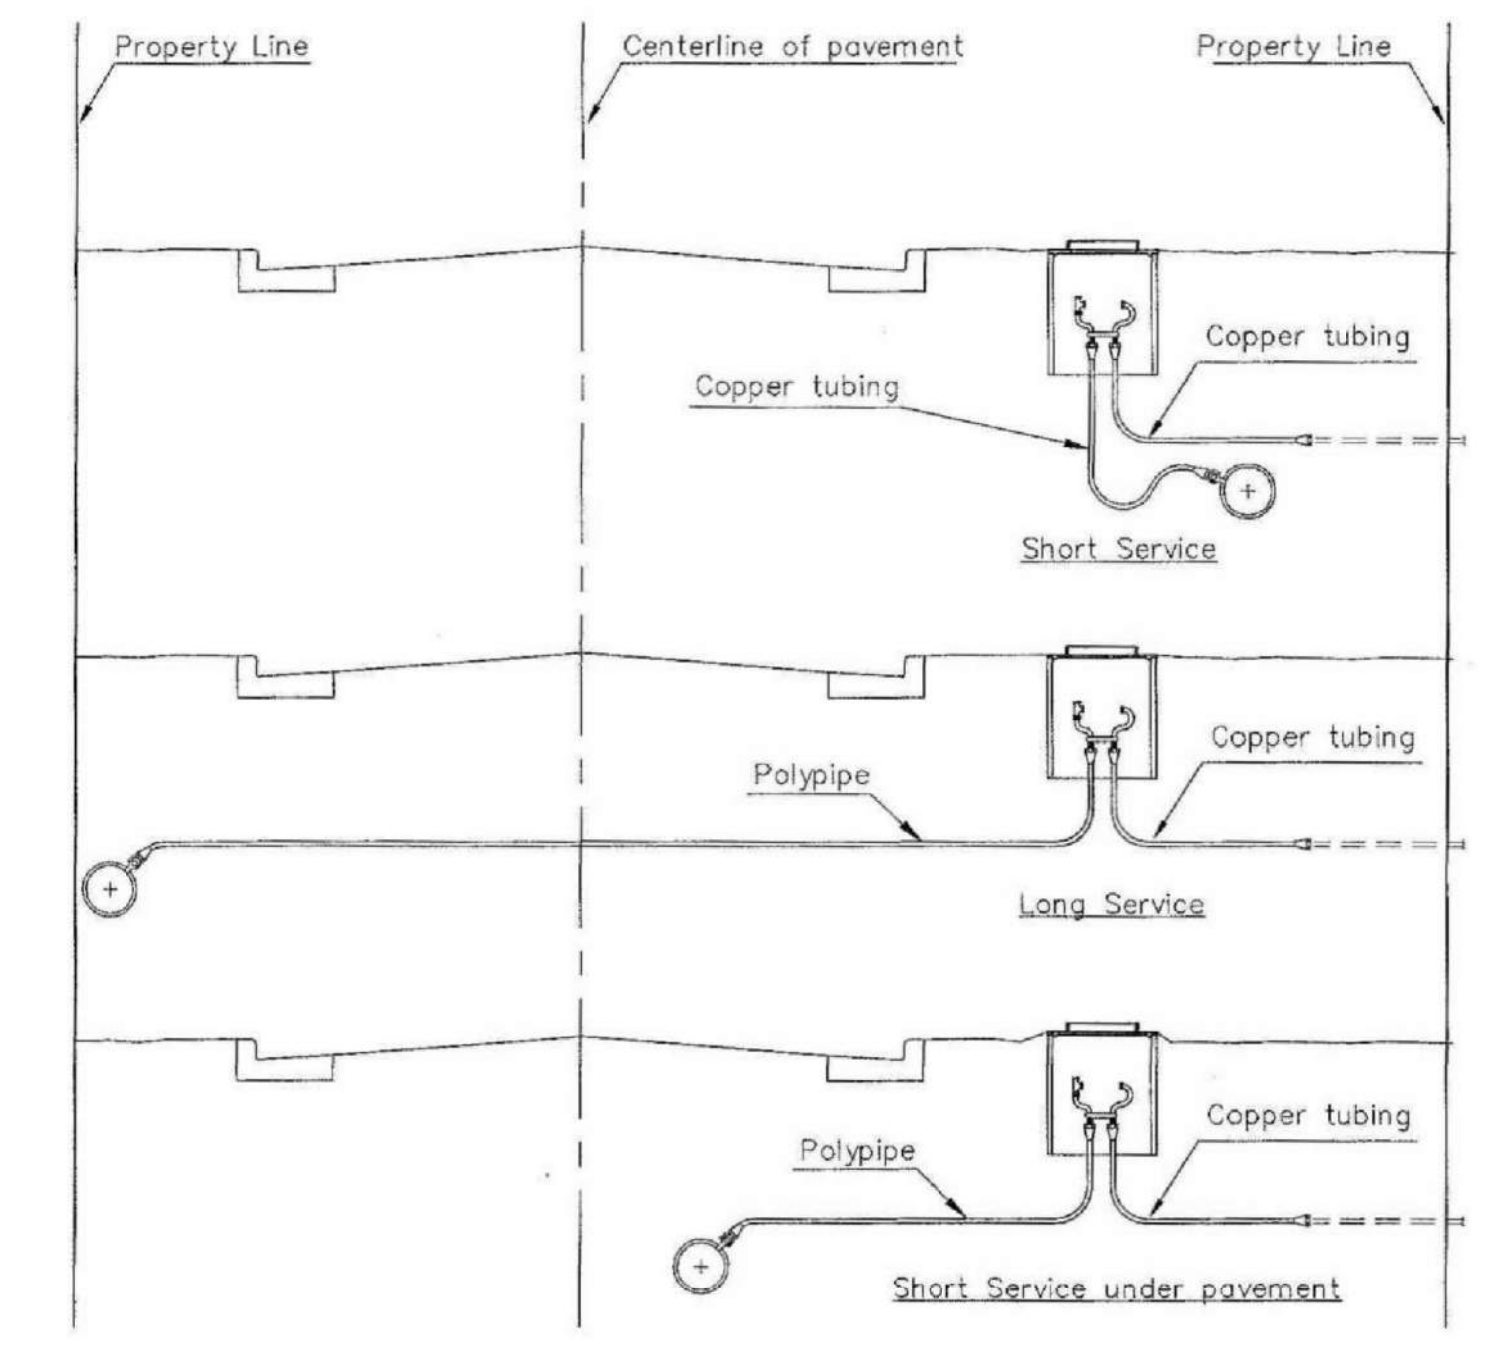 Property Line
Centerline of pavement
Property Line
Copper tubing
Copper tubing
Short Service
Copper tubing
Polypipe
Long Service
Copper tubing
Polypipe
Short Service under pavement